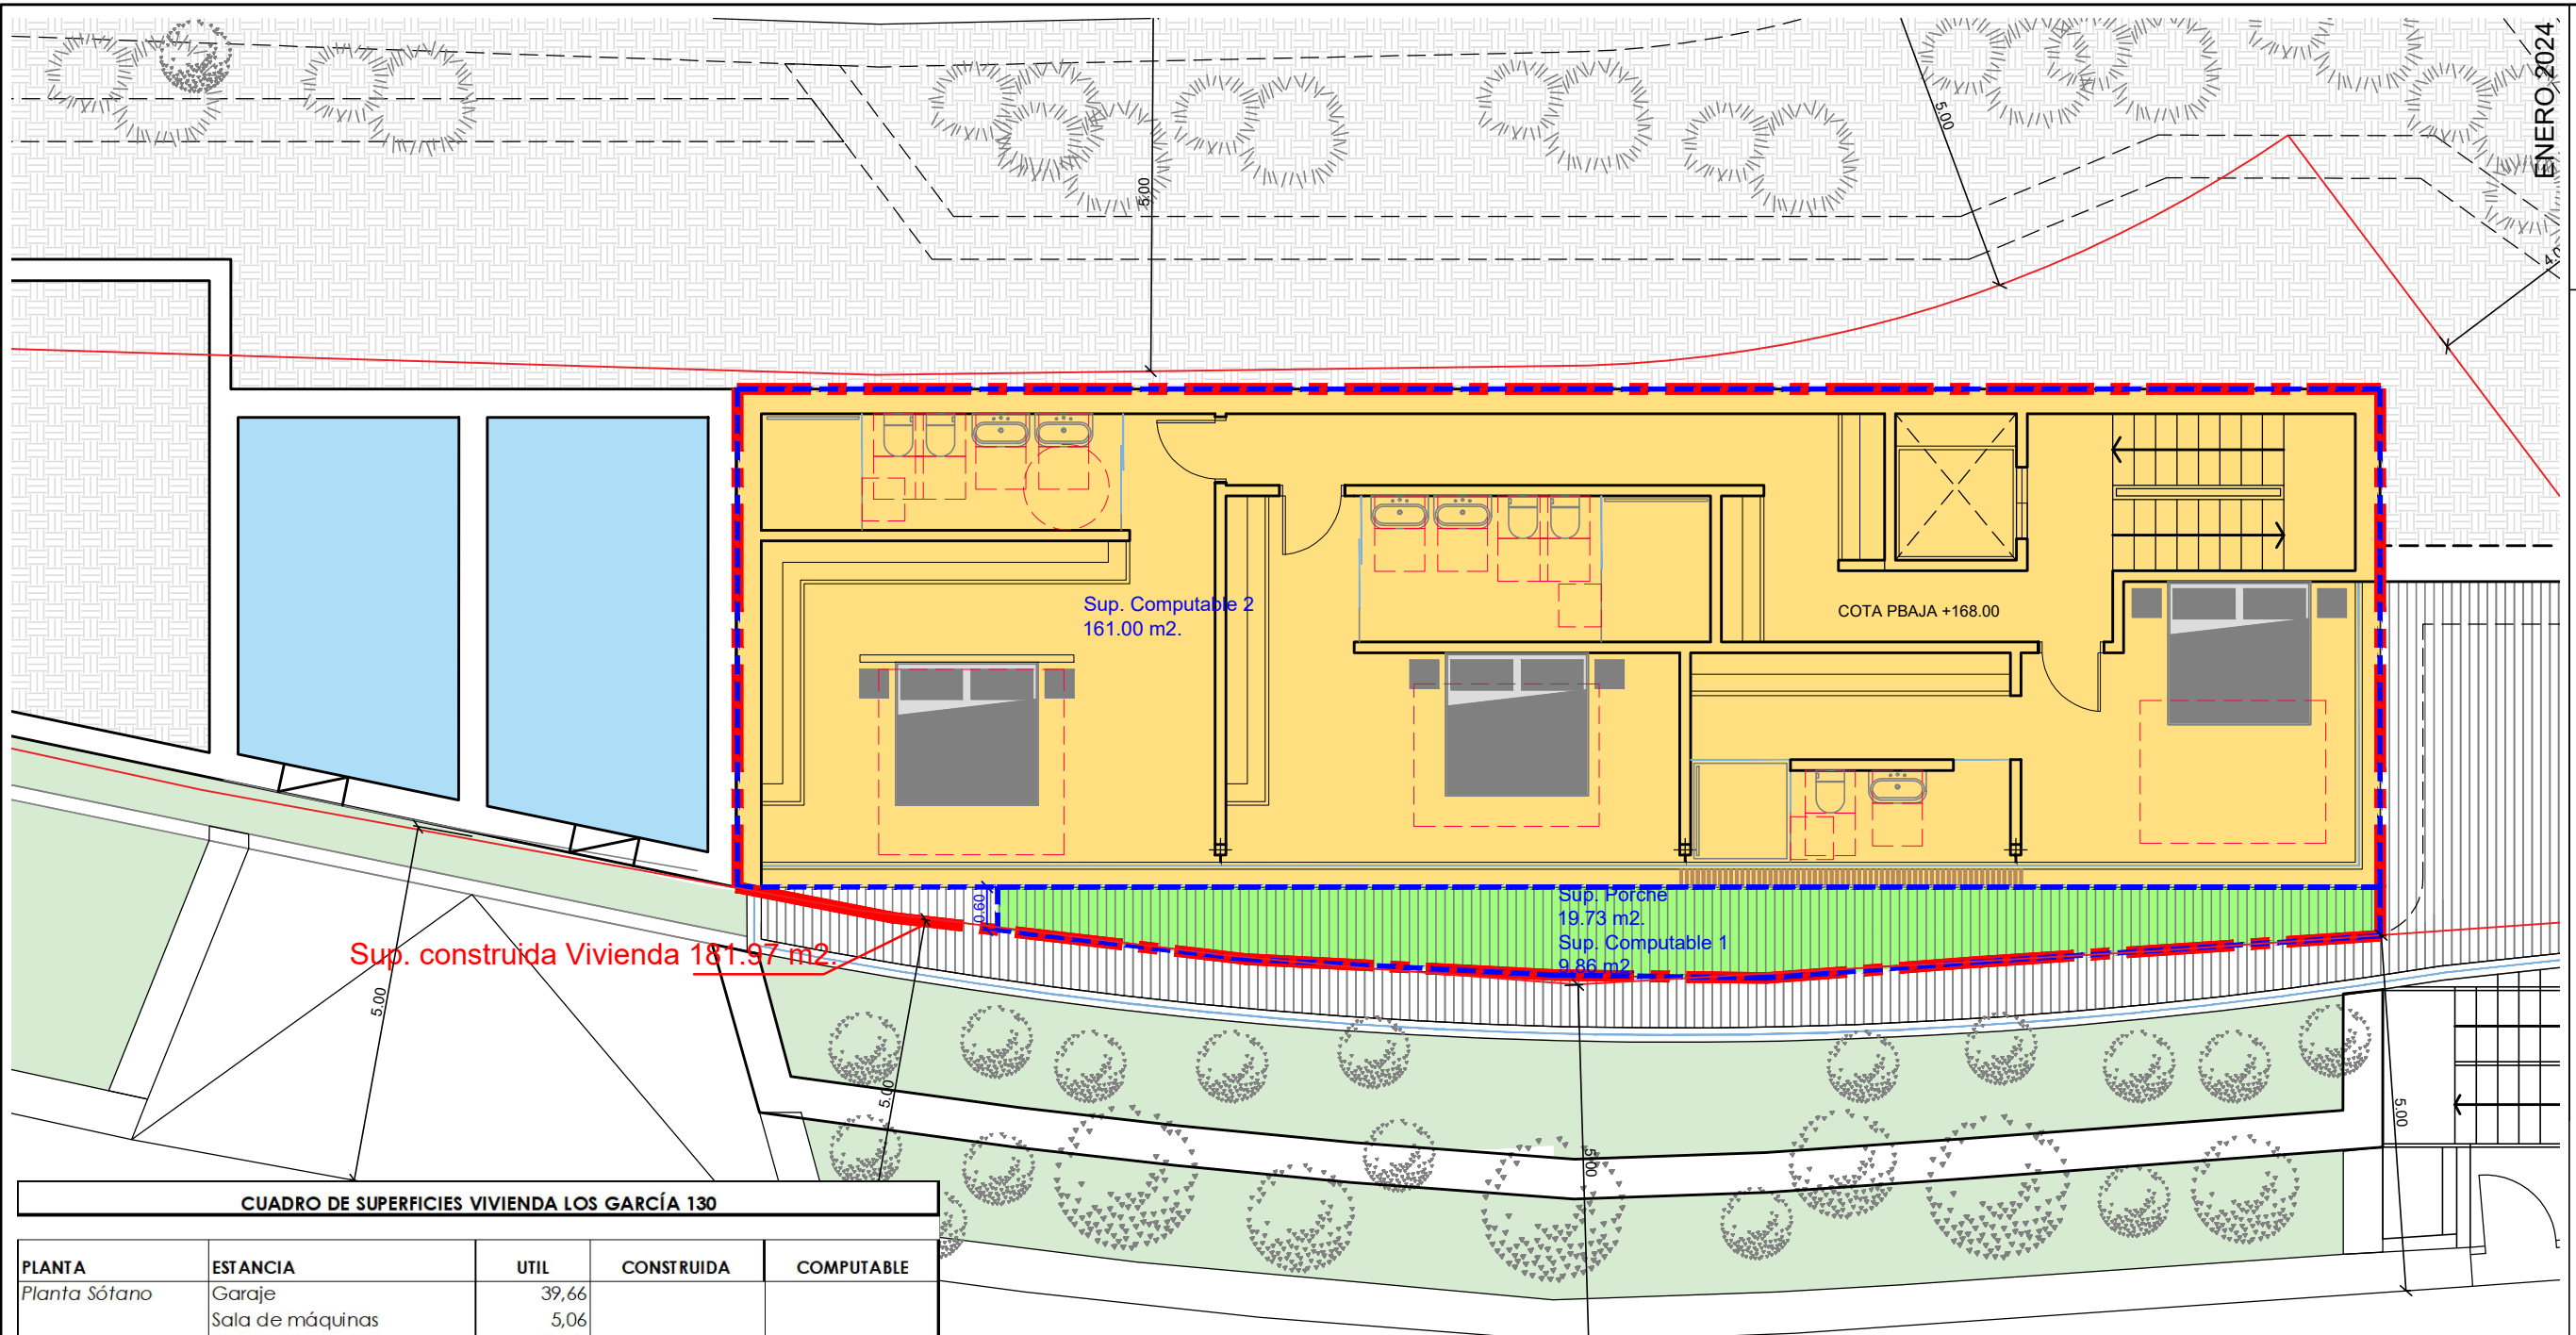 ENERO 2024
5.00
5.00
Sup. Computable 2
161.00 m2.
COTA PBAJA +168.00
0.60
Sup. Porche
19.73 m2.
Sup. Computable 1
9.86 m2.
Sup. construida Vivienda 181.97 m2.
5.00
5.00
5.00
5.00
CUADRO DE SUPERFICIES VIVIENDA LOS GARCÍA 130
PLANTA ESTANCIA UTIL CONSTRUIDA COMPUTABLE
Planta Sótano Garaje 39,66
Sala de máquinas 5,06